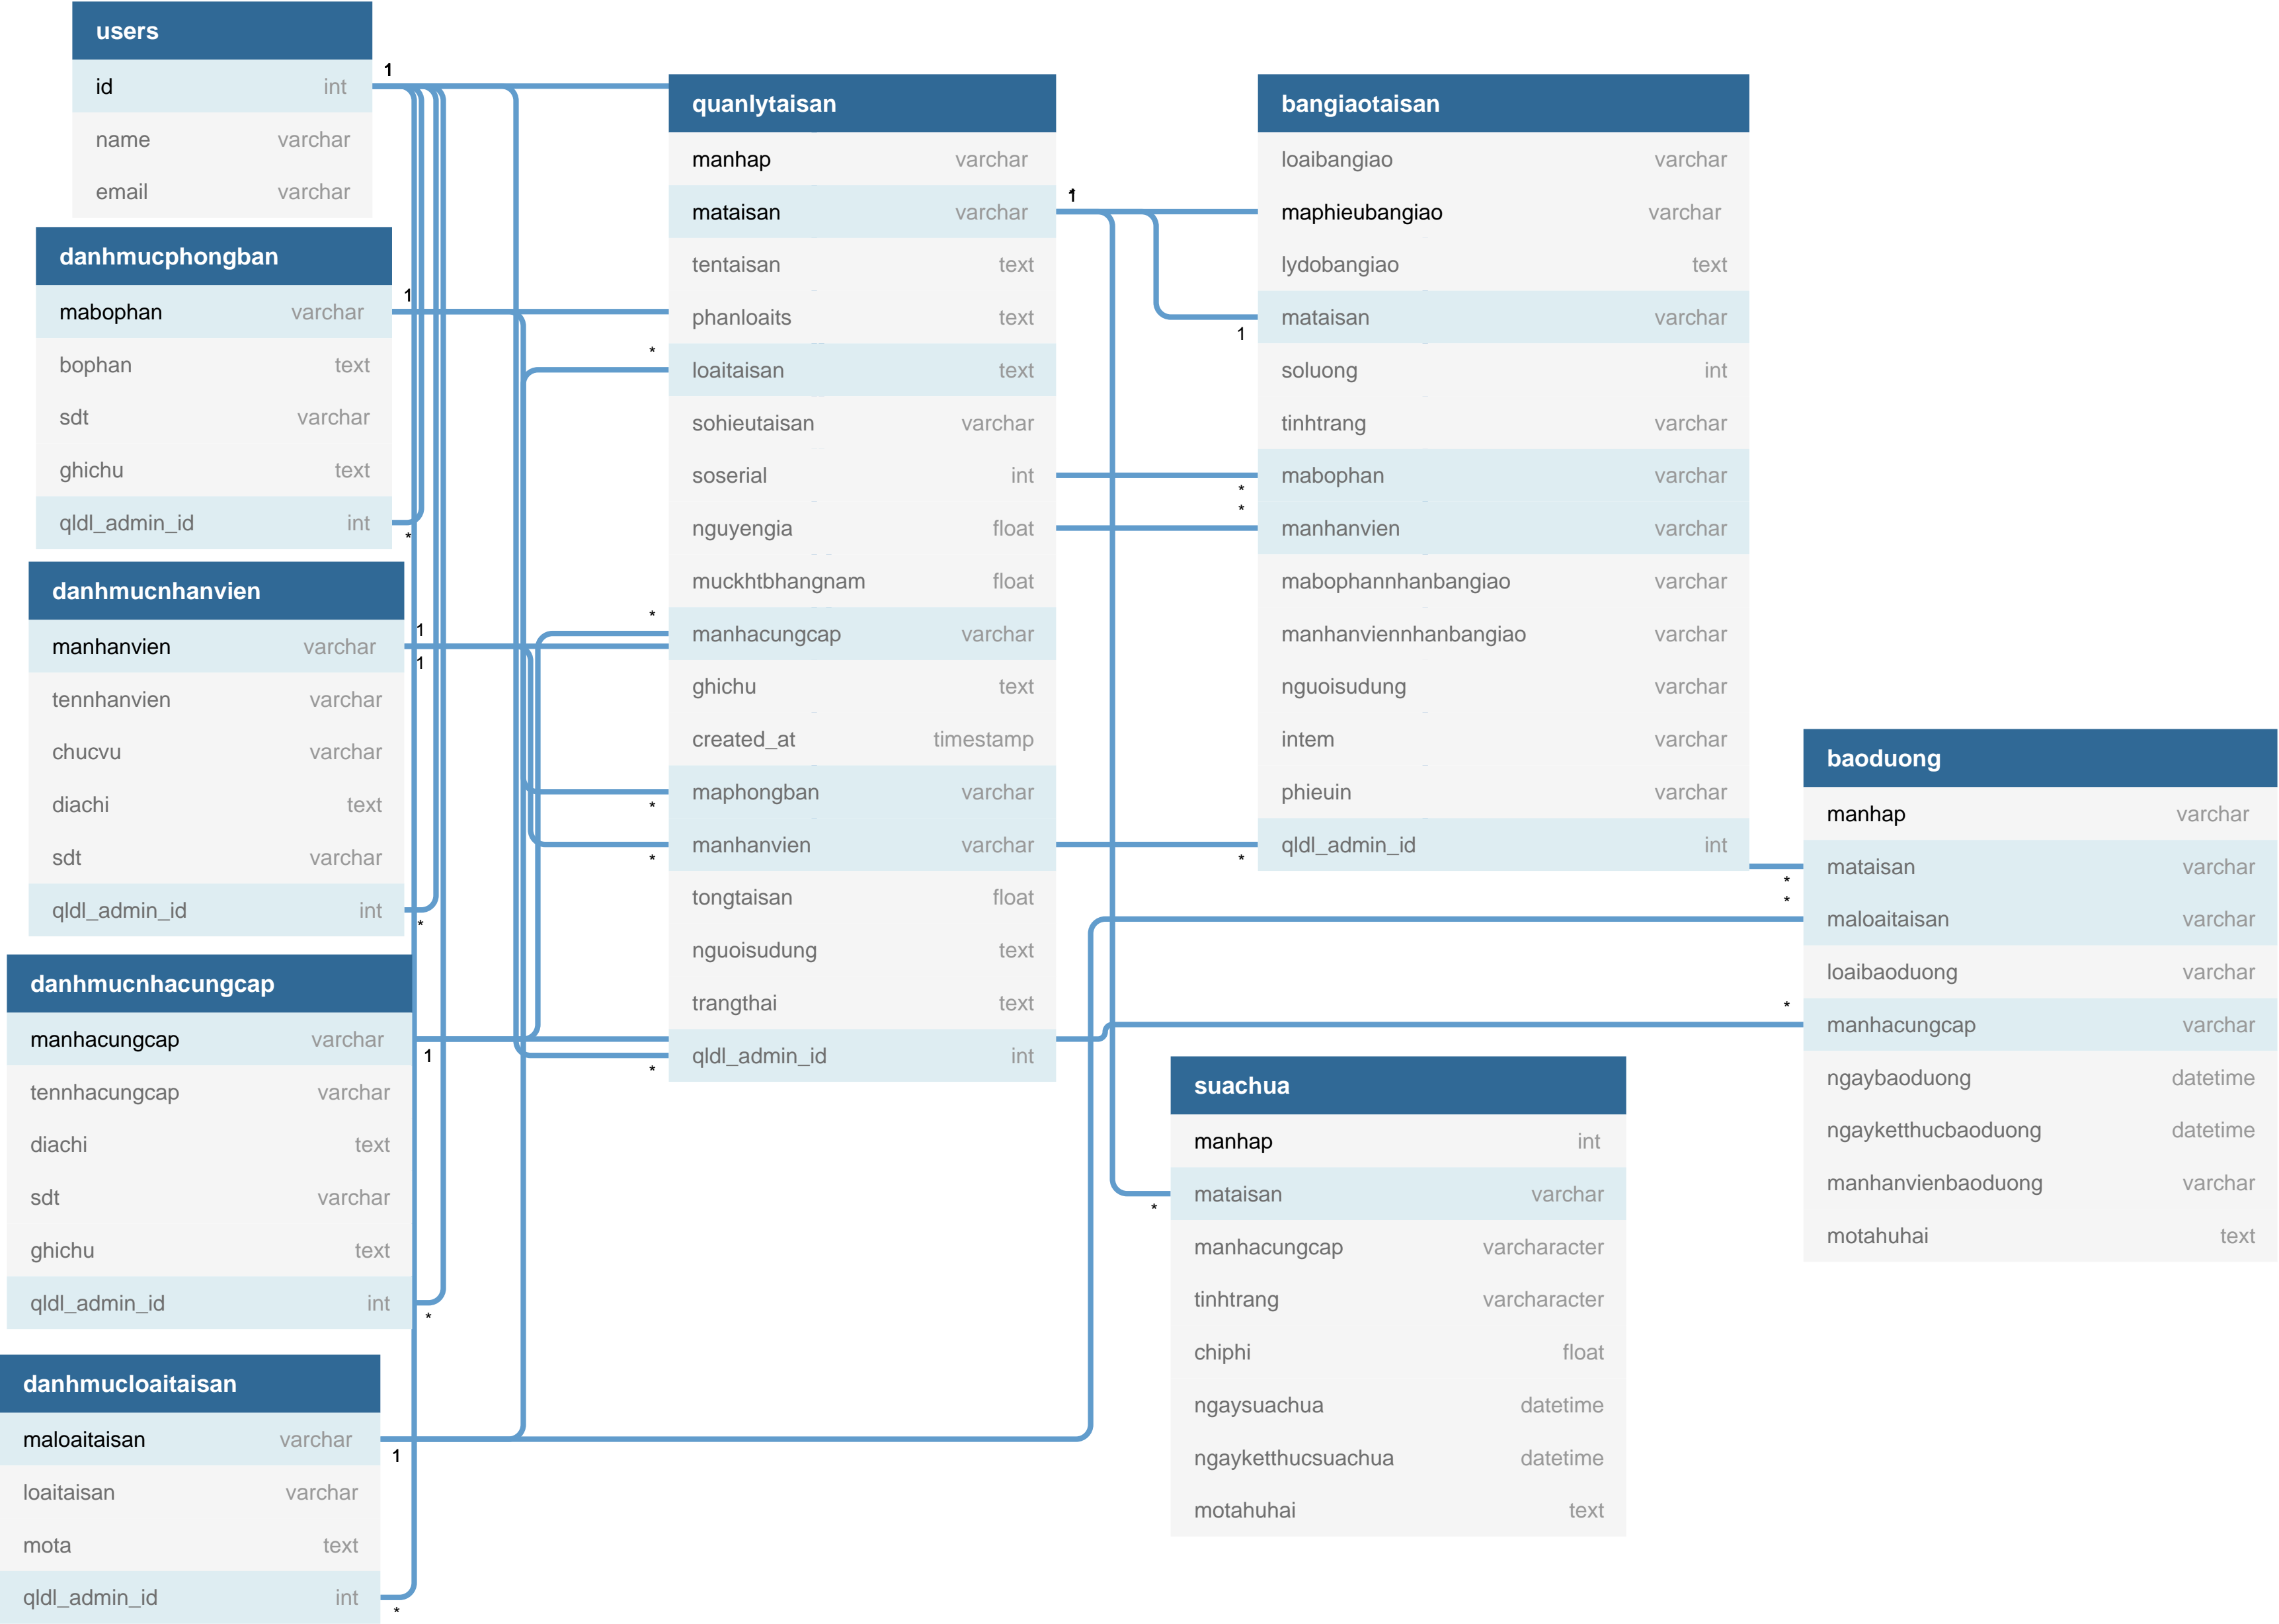 users
id int
name varchar
email varchar
danhmucphongban
mabophan varchar
bophan text
sdt varchar
ghichu text
qldl_admin_id int
danhmucnhanvien
manhanvien varchar
tennhanvien varchar
chucvu varchar
diachi text
sdt varchar
qldl_admin_id int
danhmucnhacungcap
manhacungcap varchar
tennhacungcap varchar
diachi text
sdt varchar
ghichu text
qldl_admin_id int
danhmucloaitaisan
maloaitaisan varchar
loaitaisan varchar
mota text
qldl_admin_id int
1
1
*
1
1
*
1
*
1
*
quanlytaisan
manhap varchar
mataisan varchar
tentaisan text
phanloaits text
loaitaisan text
sohieutaisan varchar
soserial int
nguyengia float
muckhtbhangnam float
manhacungcap varchar
ghichu text
created_at timestamp
maphongban varchar
manhanvien varchar
tongtaisan float
nguoisudung text
trangthai text
qldl_admin_id int
*
*
*
*
*
1
bangiaotaisan
loaibangiao varchar
maphieubangiao varchar
lydobangiao text
mataisan varchar
soluong int
tinhtrang varchar
mabophan varchar
manhanvien varchar
mabophannhanbangiao varchar
manhanviennhanbangiao varchar
nguoisudung varchar
intem varchar
phieuin varchar
qldl_admin_id int
1
*
*
*
suachua
manhap int
mataisan varchar
manhacungcap varcharacter
tinhtrang varcharacter
chiphi float
ngaysuachua datetime
ngayketthucsuachua datetime
motahuhai text
*
baoduong
manhap varchar
mataisan varchar
maloaitaisan varchar
loaibaoduong varchar
manhacungcap varchar
ngaybaoduong datetime
ngayketthucbaoduong datetime
manhanvienbaoduong varchar
motahuhai text
*
*
*